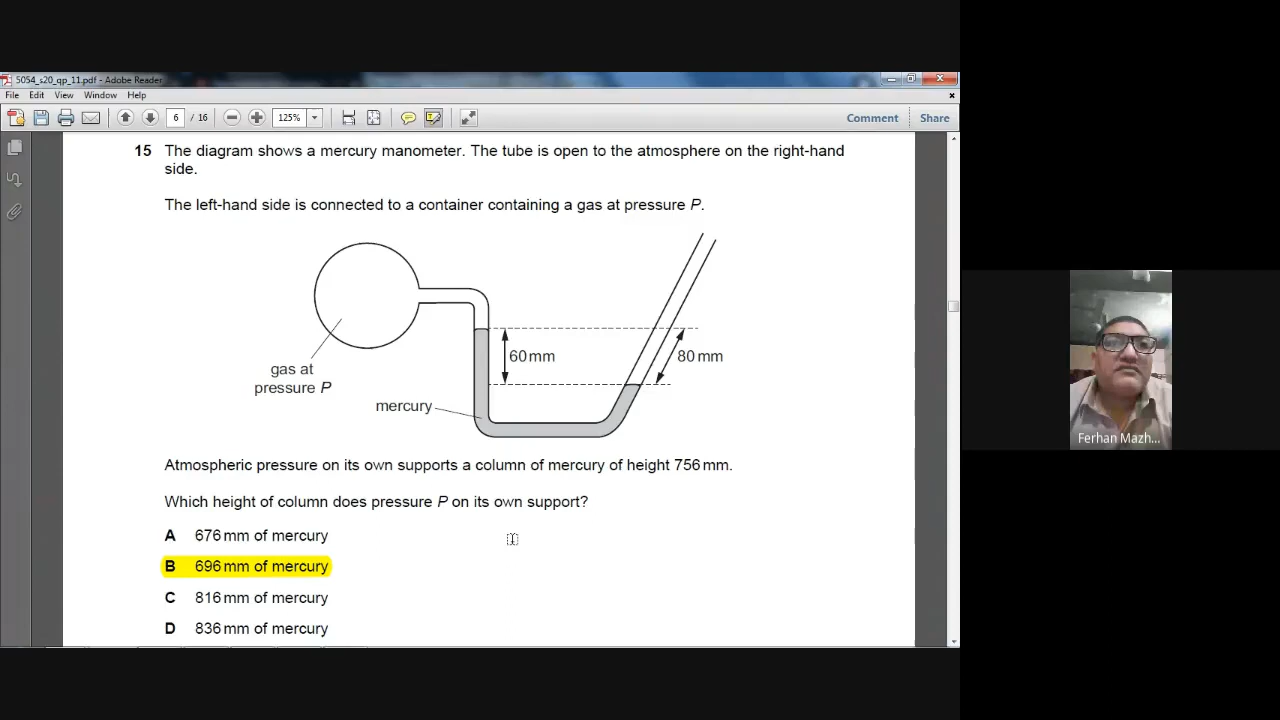 5054_s20_qp_11.pdf - Adobe Reader
File Edit View Window Help
6 / 16 125% Comment Share
15 The diagram shows a mercury manometer. The tube is open to the atmosphere on the right-hand
side.
The left-hand side is connected to a container containing a gas at pressure P.
60 mm
80 mm
gas at
pressure P
mercury
Atmospheric pressure on its own supports a column of mercury of height 756 mm.
Which height of column does pressure P on its own support?
A 676 mm of mercury
B 696 mm of mercury
C 816 mm of mercury
D 836 mm of mercury
Ferhan Mazh...